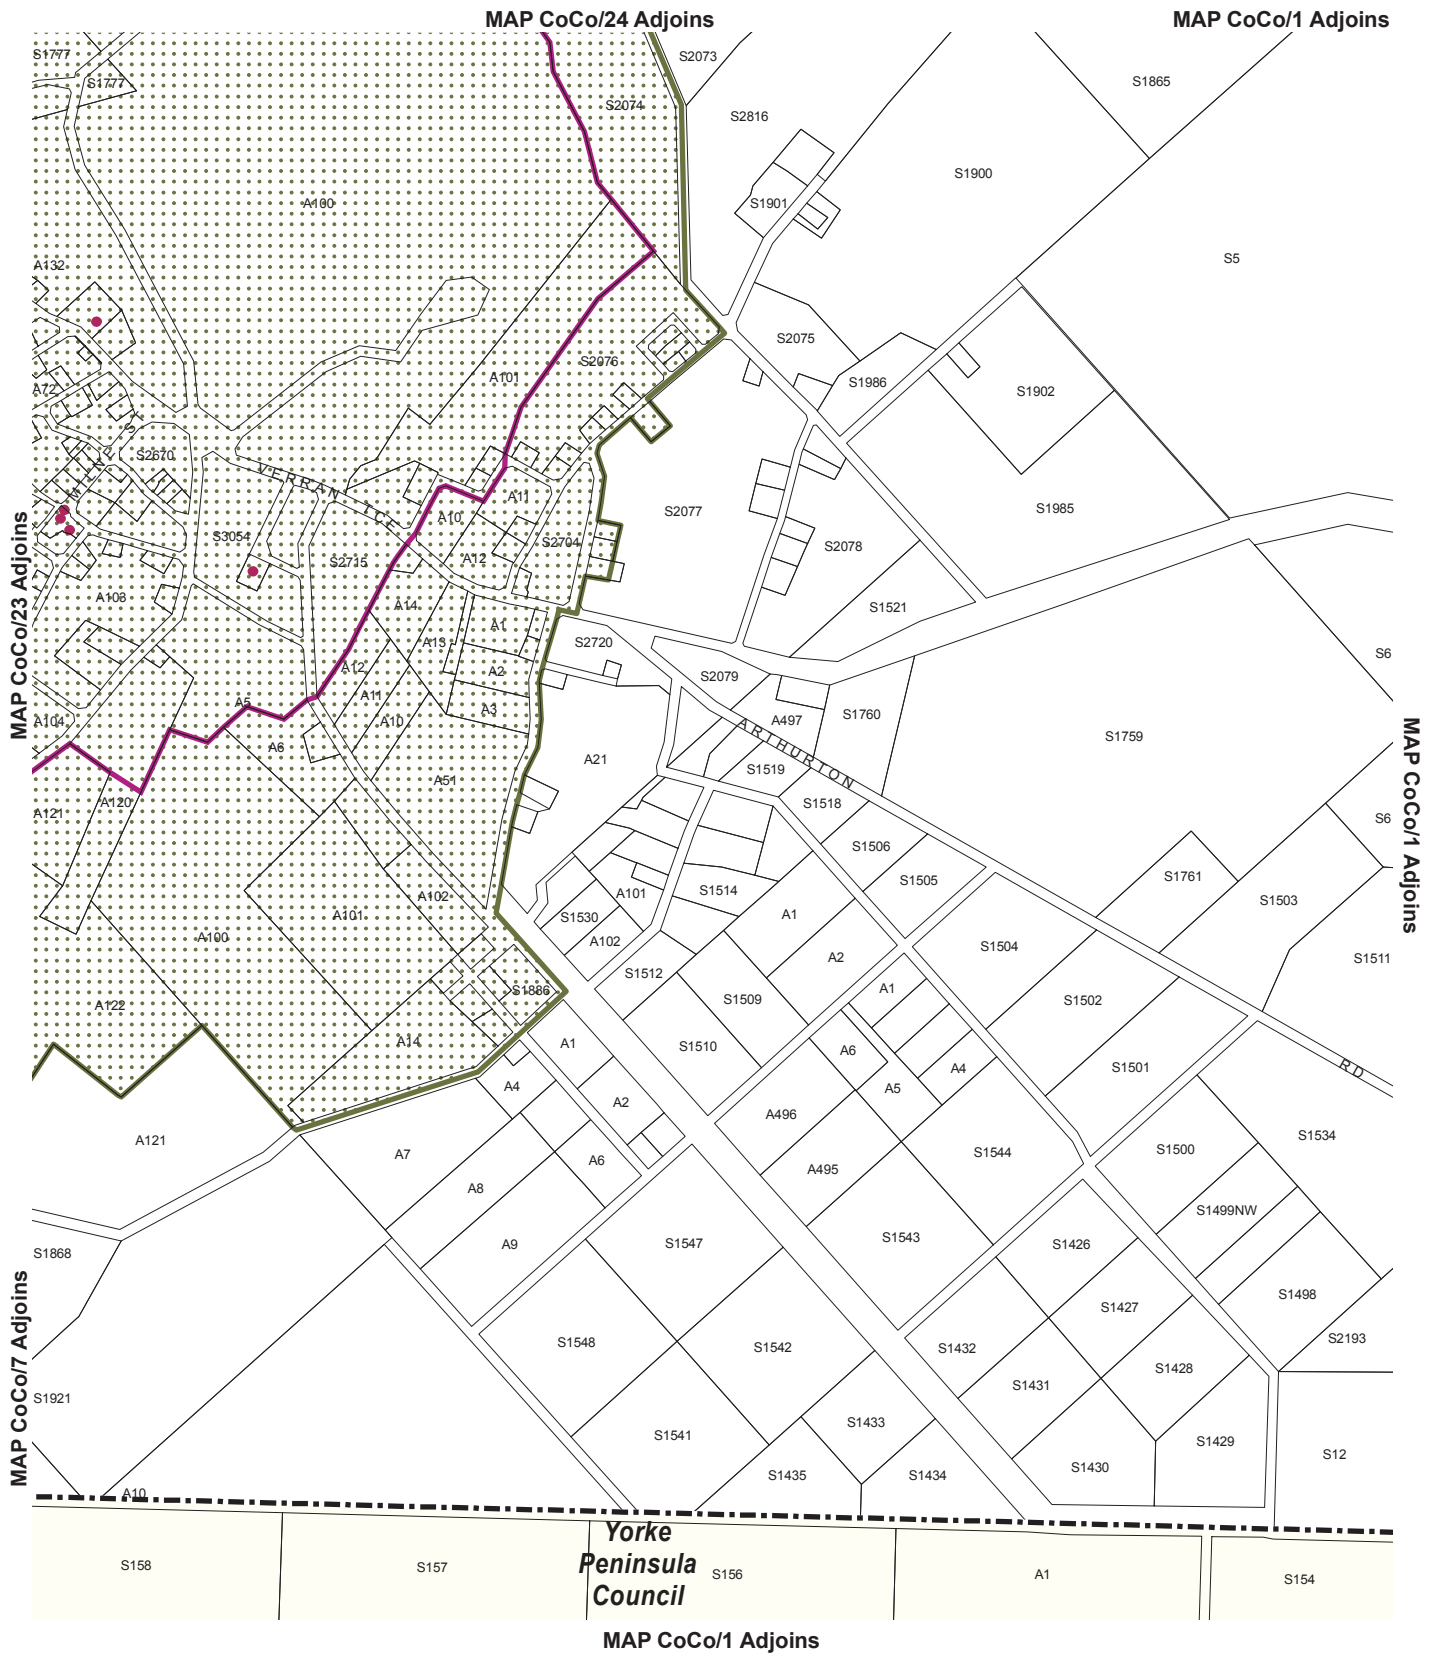 MAP CoCo/24 Adjoins
MAP CoCo/1 Adjoins
S1777
S2073
S1777
S1865
S2074
S2816
S1900
A100
S1901
A132
S5
S2075
S2076
A101
S1986
A72
S1902
MILNE ST
S2670
VERRAN TCE
A11
A10
S2077
S1985
S3054
S2704
S2078
S2715
A12
MAP CoCo/23 Adjoins
A103
A14
S1521
A1
A13
S2720
S6
A12
A2
S2079
A11
A5
A3
A104
A10
A497
S1760
ARTHURTON RD
S1759
A6
A21
S1519
A51
A120
S1518
A121
S6
MAP CoCo/1 Adjoins
S1506
S1761
S1505
A102
A101
S1514
S1503
A101
S1530
A1
A100
A102
S1504
A2
S1511
S1512
A122
S1886
S1509
A1
S1502
A14
A1
S1510
A6
A4
S1501
A4
A5
A2
A496
A121
S1534
A7
S1544
S1500
A6
A495
A8
S1499NW
S1543
A9
S1547
S1426
S1868
MAP CoCo/7 Adjoins
S1427
S1498
S1548
S1542
S1432
S2193
S1428
S1431
S1921
S1433
S1541
S1429
S12
S1435
S1434
S1430
A10
Yorke
Peninsula
Council
S158
S157
S156
A1
S154
MAP CoCo/1 Adjoins